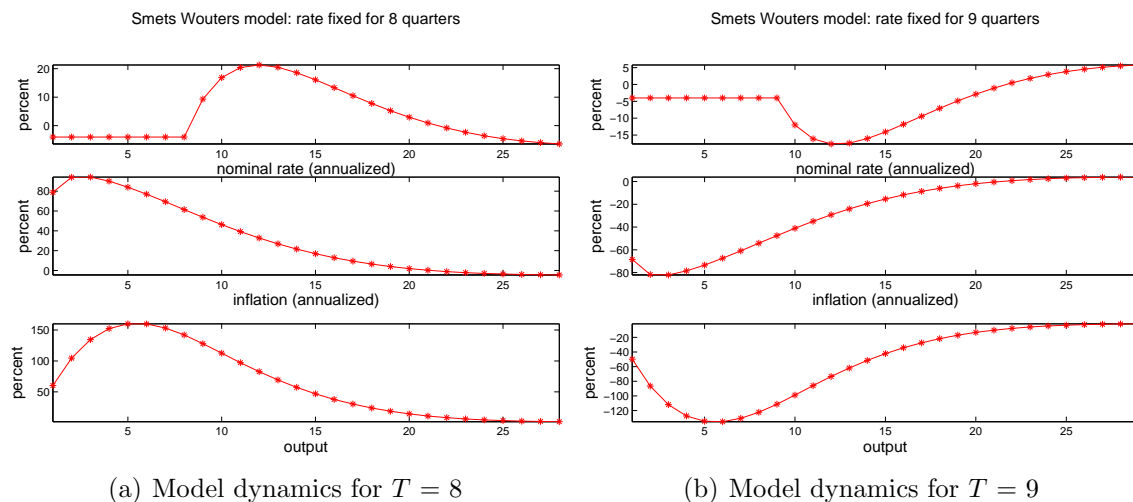 Smets Wouters model: rate fixed for 8 quarters
percent
20
10
0
5 10 15 20 25
nominal rate (annualized)
percent
80
60
40
20
0
5 10 15 20 25
inflation (annualized)
percent
150
100
50
5 10 15 20 25
output
(a) Model dynamics for T = 8
Smets Wouters model: rate fixed for 9 quarters
percent
5
0
−5
−10
−15
5 10 15 20 25
nominal rate (annualized)
percent
0
−20
−40
−60
−80
5 10 15 20 25
inflation (annualized)
percent
−20
−40
−60
−80
−100
−120
5 10 15 20 25
output
(b) Model dynamics for T = 9